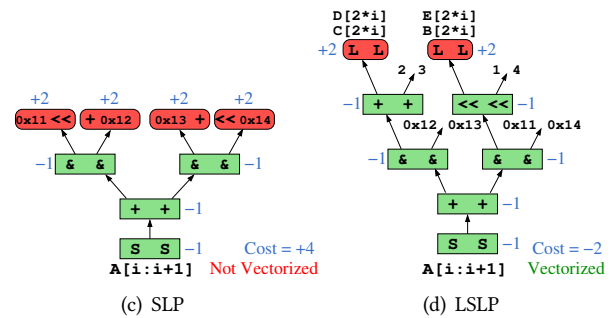 +2 +2 +2 +2
0x11 << + 0x12 0x13 + << 0x14
-1 & & & & -1
+ + -1
S S -1
A[i:i+1]
Cost = +4
Not Vectorized
(c) SLP
D[2*i] E[2*i]
C[2*i] B[2*i]
+2 L L +2 L L
2 3 1 4
-1 + + << << -1
0x12 0x13 0x11 0x14
-1 & & & & -1
+ + -1
S S -1
A[i:i+1]
Cost = −2
Vectorized
(d) LSLP